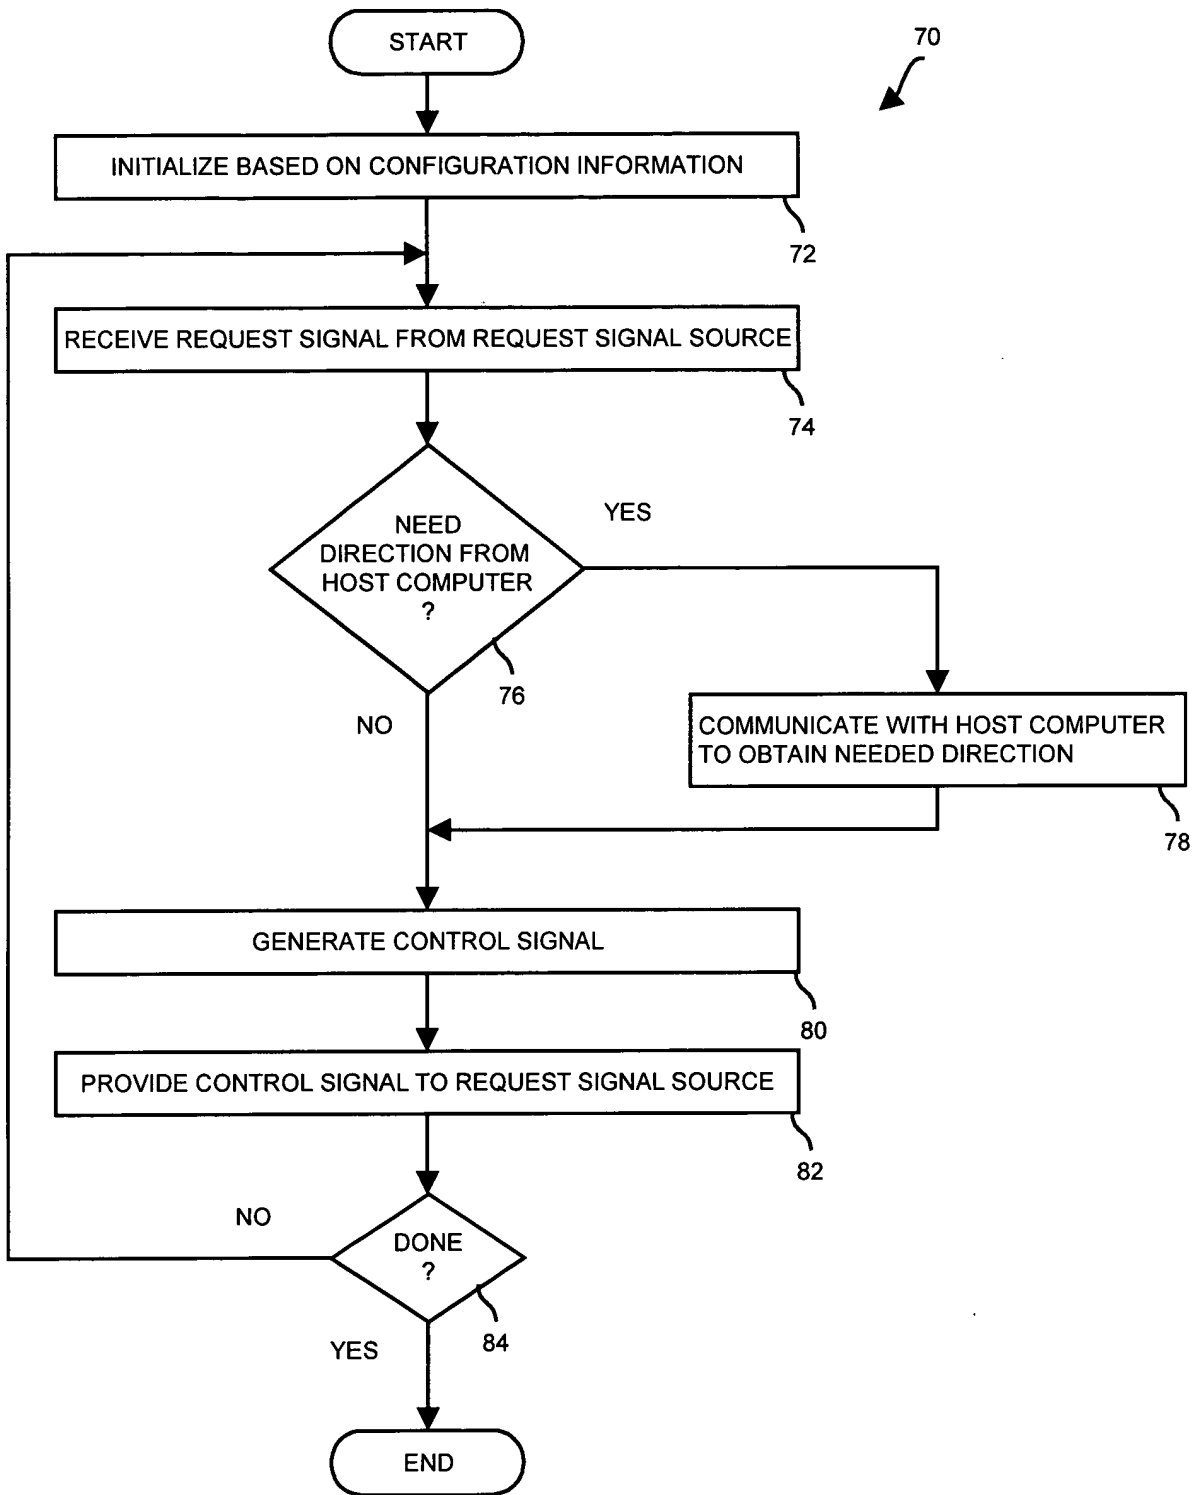 START
70
INITIALIZE BASED ON CONFIGURATION INFORMATION
72
RECEIVE REQUEST SIGNAL FROM REQUEST SIGNAL SOURCE
74
NEED
DIRECTION FROM
HOST COMPUTER
?
YES
76
NO
COMMUNICATE WITH HOST COMPUTER
TO OBTAIN NEEDED DIRECTION
78
GENERATE CONTROL SIGNAL
80
PROVIDE CONTROL SIGNAL TO REQUEST SIGNAL SOURCE
82
NO
DONE
?
84
YES
END